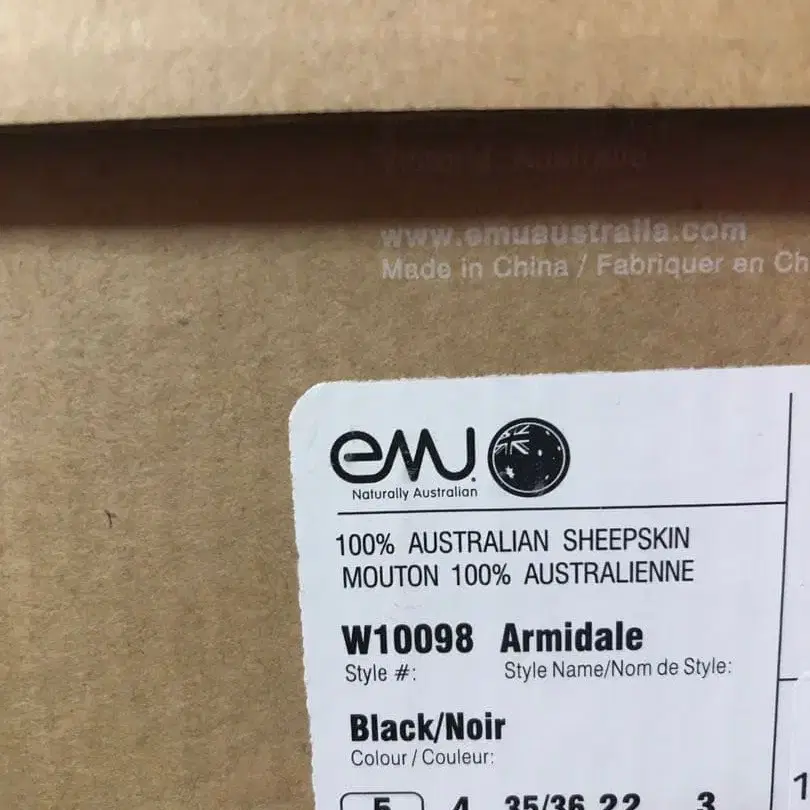 www.emuaustralia.com
Made in China / Fabriquer en Ch
emu
Naturally Australian
100% AUSTRALIAN SHEEPSKIN
MOUTON 100% AUSTRALIENNE
W10098 Armidale
Style #: Style Name/Nom de Style:
Black/Noir
Colour / Couleur:
5 4 35/36 22 3